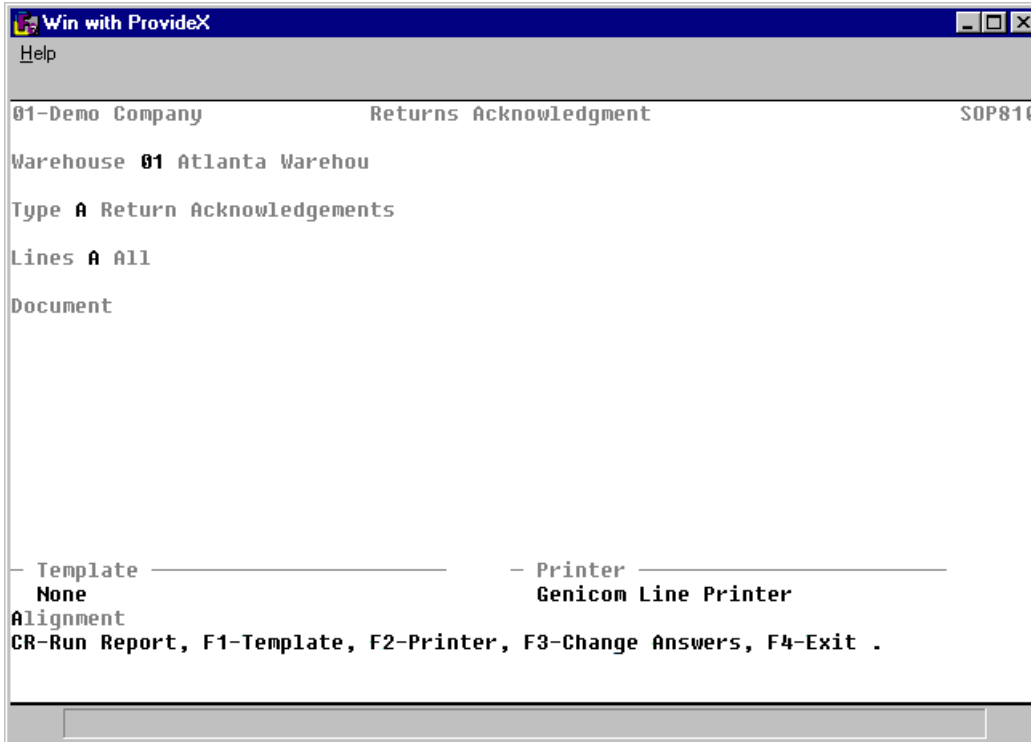 Win with ProvideX
Help
01-Demo Company Returns Acknowledgment SOP810
Warehouse 01 Atlanta Warehou
Type A Return Acknowledgements
Lines A All
Document
Template Printer
None Genicom Line Printer
Alignment
CR-Run Report, F1-Template, F2-Printer, F3-Change Answers, F4-Exit .